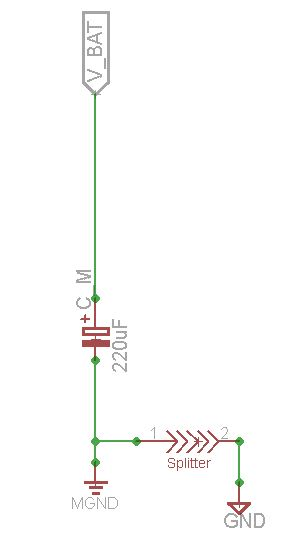 V_BAT
C_M
+
220uF
1
2
Splitter
MGND
GND